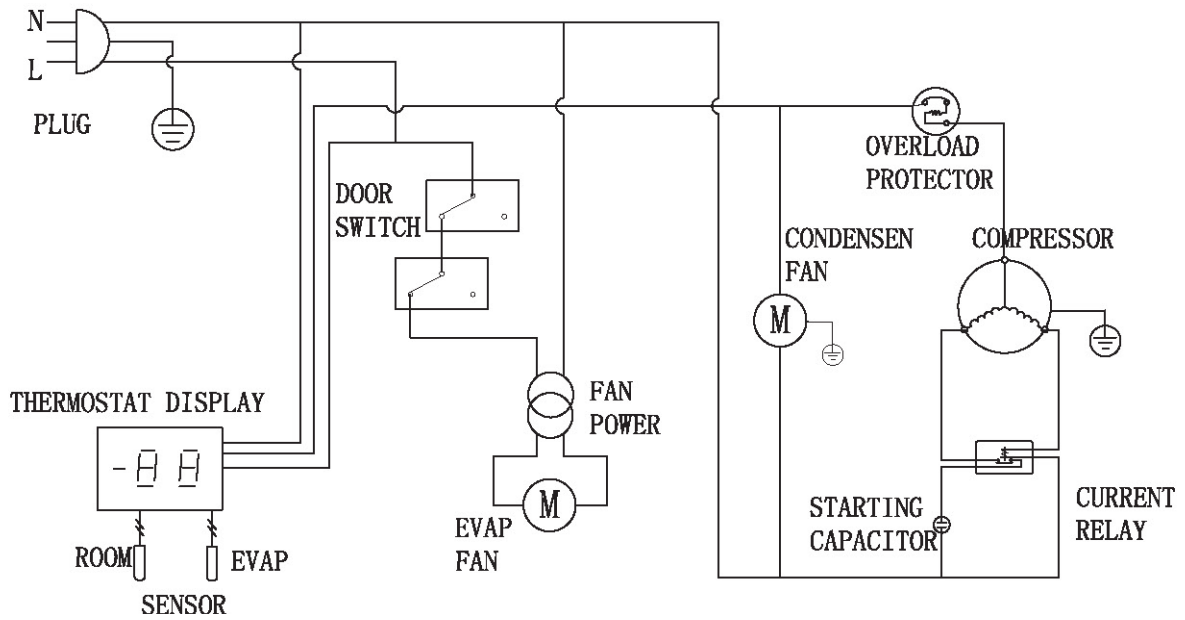 N
L
PLUG
OVERLOAD
PROTECTOR
DOOR
SWITCH
CONDENSEN
FAN
COMPRESSOR
M
THERMOSTAT DISPLAY
FAN
POWER
-88
M
EVAP
FAN
STARTING
CAPACITOR
CURRENT
RELAY
ROOM
EVAP
SENSOR